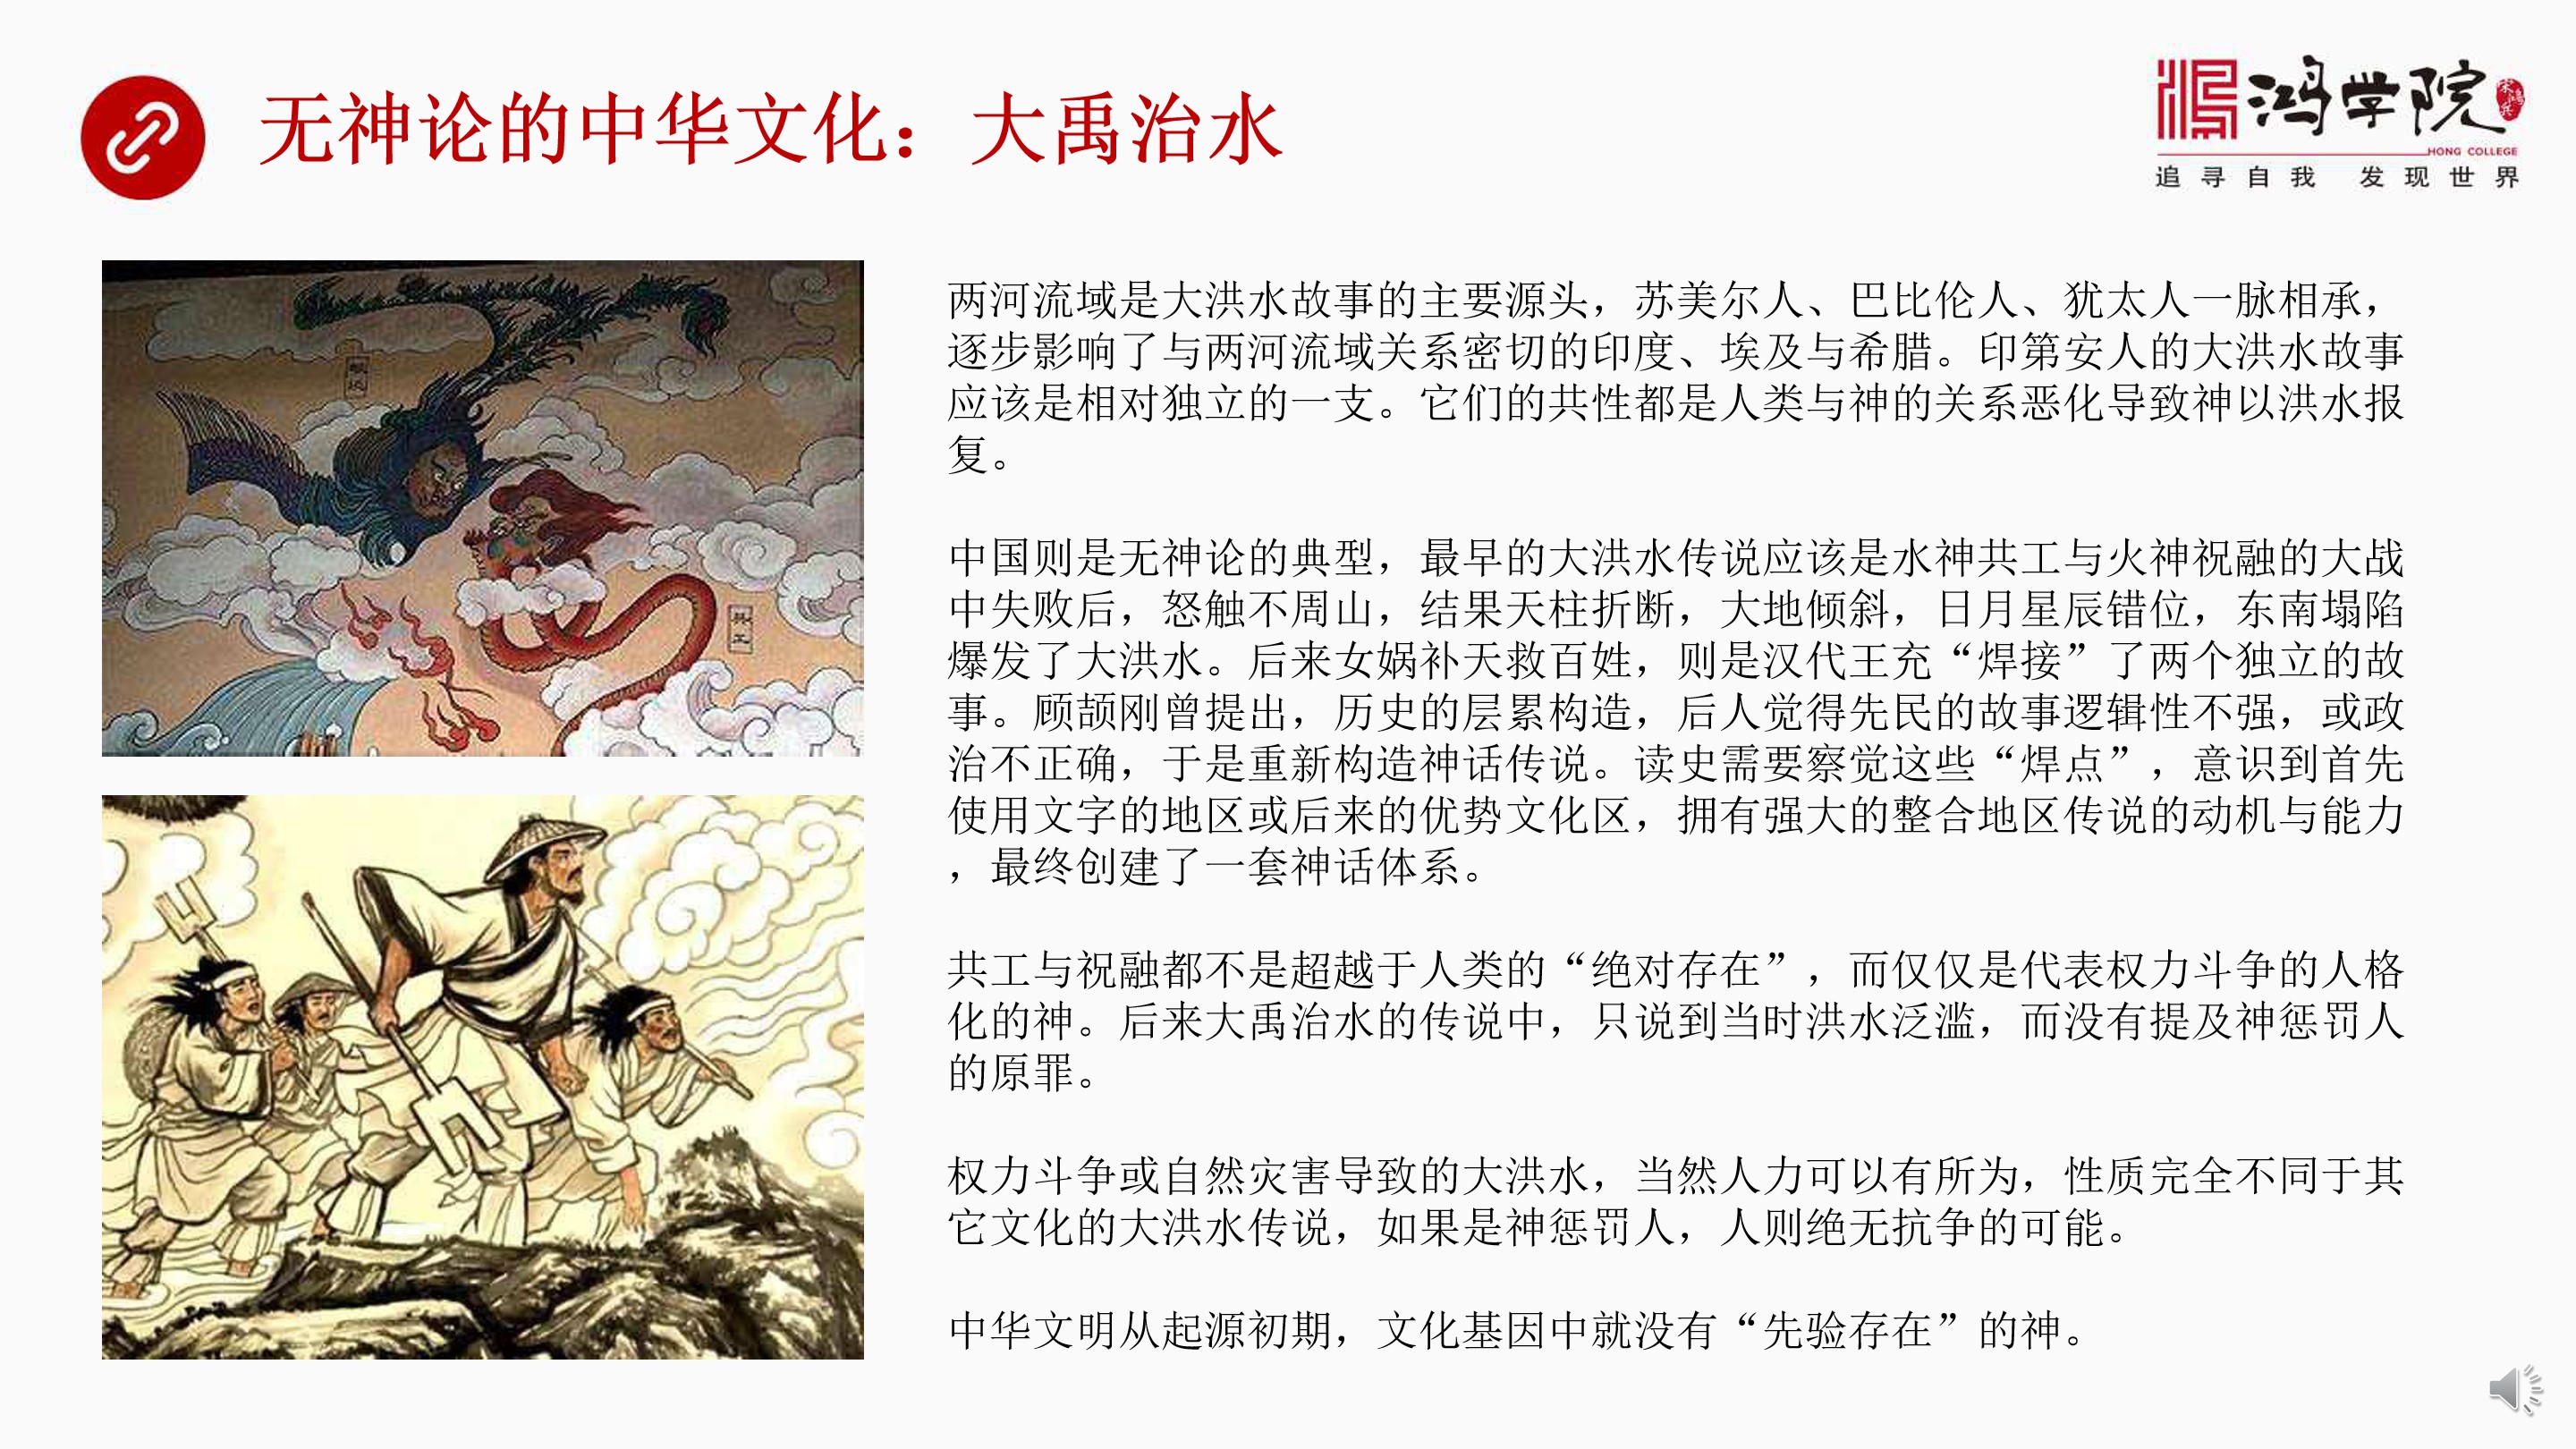 无神论的中华文化：大禹治水
鸿学院
HONG COLLEGE
追寻自我 发现世界
两河流域是大洪水故事的主要源头，苏美尔人、巴比伦人、犹太人一脉相承，
逐步影响了与两河流域关系密切的印度、埃及与希腊。印第安人的大洪水故事
应该是相对独立的一支。它们的共性都是人类与神的关系恶化导致神以洪水报
复。
中国则是无神论的典型，最早的大洪水传说应该是水神共工与火神祝融的大战
中失败后，怒触不周山，结果天柱折断，大地倾斜，日月星辰错位，东南塌陷
爆发了大洪水。后来女娲补天救百姓，则是汉代王充“焊接”了两个独立的故
事。顾颉刚曾提出，历史的层累构造，后人觉得先民的故事逻辑性不强，或政
治不正确，于是重新构造神话传说。读史需要察觉这些“焊点”，意识到首先
使用文字的地区或后来的优势文化区，拥有强大的整合地区传说的动机与能力
，最终创建了一套神话体系。
共工与祝融都不是超越于人类的“绝对存在”，而仅仅是代表权力斗争的人格
化的神。后来大禹治水的传说中，只说到当时洪水泛滥，而没有提及神惩罚人
的原罪。
权力斗争或自然灾害导致的大洪水，当然人力可以有所为，性质完全不同于其
它文化的大洪水传说，如果是神惩罚人，人则绝无抗争的可能。
中华文明从起源初期，文化基因中就没有“先验存在”的神。
共工